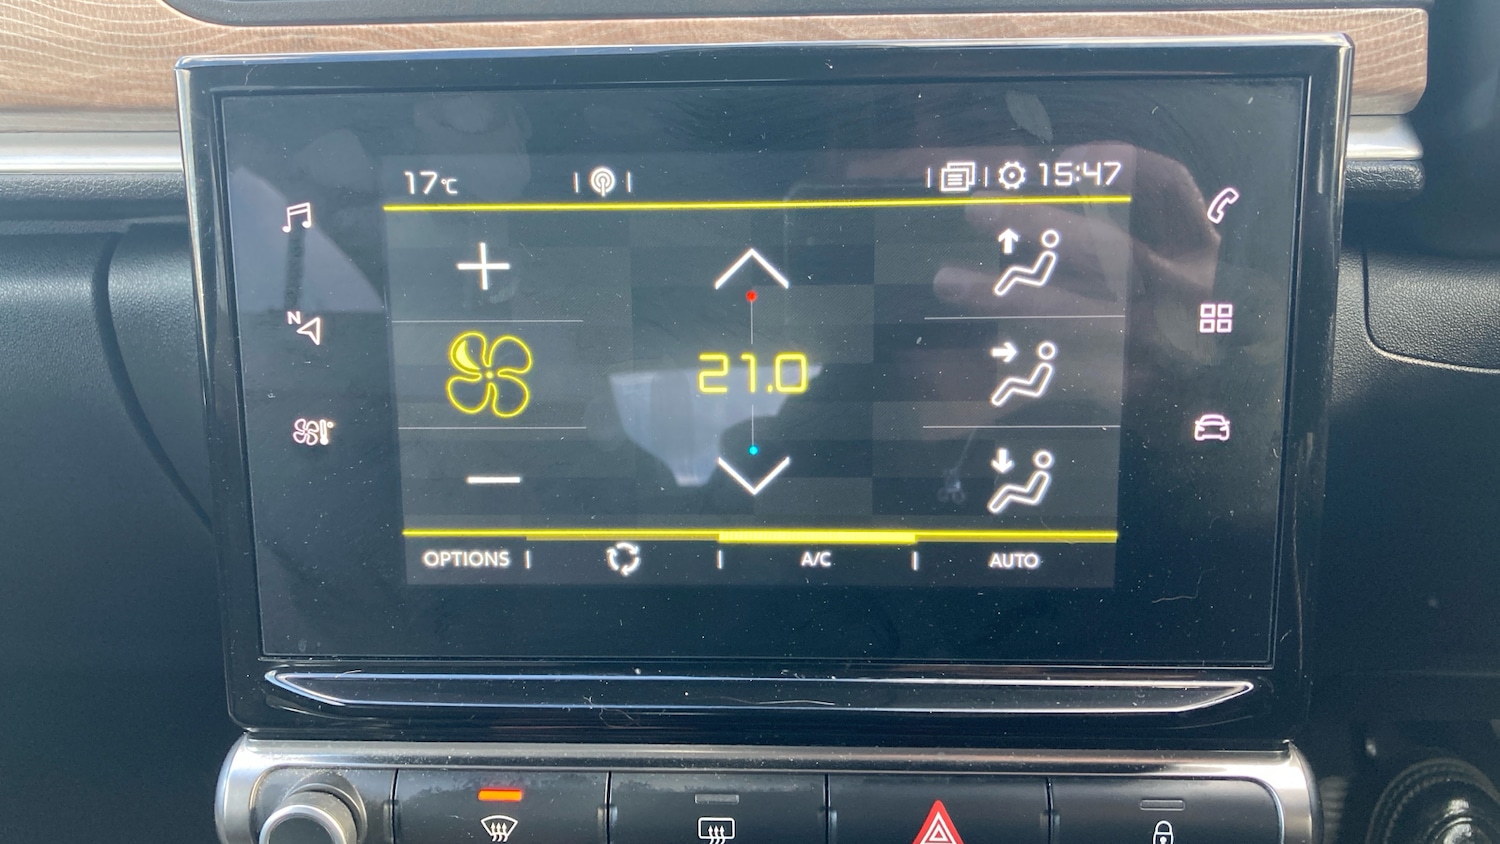 17°C 15:47
N
21.0
OPTIONS A/C AUTO